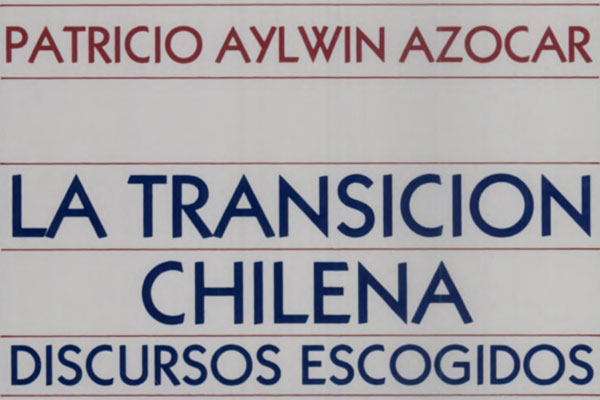 PATRICIO AYLWIN AZOCAR
LA TRANSICION
CHILENA
DISCURSOS ESCOGIDOS